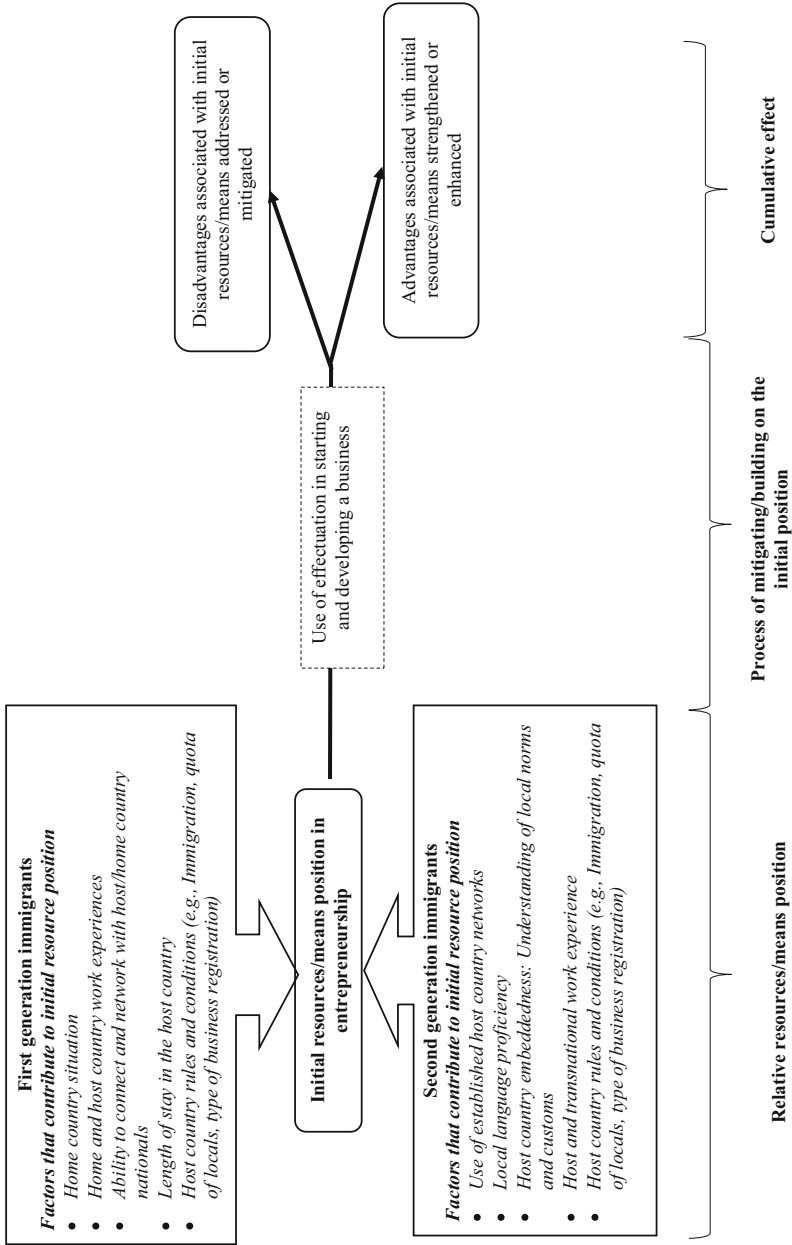 First generation immigrants
Factors that contribute to initial resource position
• Home country situation
• Home and host country work experiences
• Ability to connect and network with host/home country
nationals
• Length of stay in the host country
• Host country rules and conditions (e.g., Immigration, quota
of locals, type of business registration)
Initial resources/means position in
entrepreneurship
Second generation immigrants
Factors that contribute to initial resource position
• Use of established host country networks
• Local language proficiency
• Host country embeddedness: Understanding of local norms
and customs
• Host and transnational work experience
• Host country rules and conditions (e.g., Immigration, quota
of locals, type of business registration)
Use of effectuation in starting
and developing a business
Disadvantages associated with initial
resources/means addressed or
mitigated
Advantages associated with initial
resources/means strengthened or
enhanced
Relative resources/means position
Process of mitigating/building on the
initial position
Cumulative effect